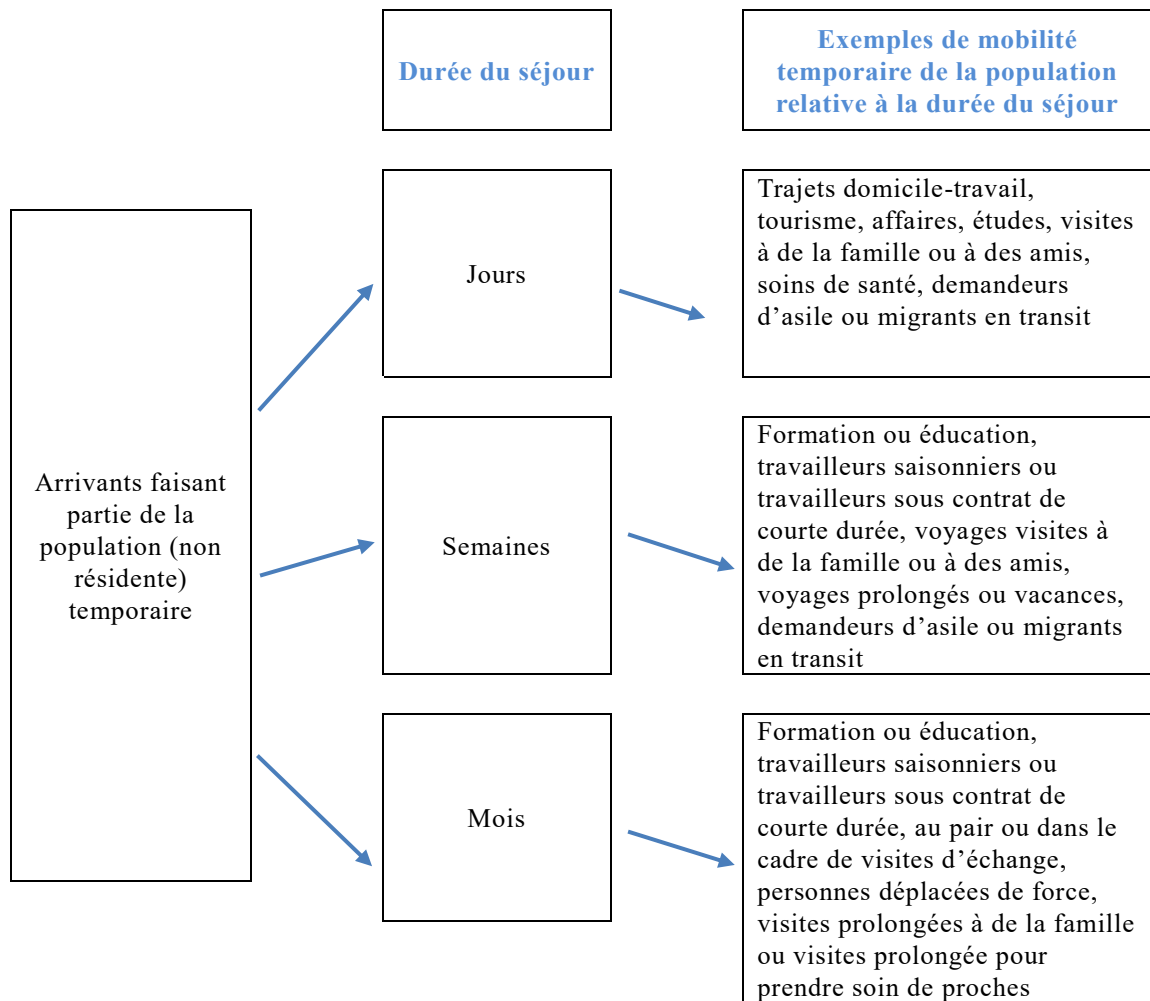 Durée du séjour
Exemples de mobilité
temporaire de la population
relative à la durée du séjour
Arrivants faisant
partie de la
population (non
résidente)
temporaire
Jours
Trajets domicile-travail,
tourisme, affaires, études, visites
à de la famille ou à des amis,
soins de santé, demandeurs
d’asile ou migrants en transit
Semaines
Formation ou éducation,
travailleurs saisonniers ou
travailleurs sous contrat de
courte durée, voyages visites à
de la famille ou à des amis,
voyages prolongés ou vacances,
demandeurs d’asile ou migrants
en transit
Mois
Formation ou éducation,
travailleurs saisonniers ou
travailleurs sous contrat de
courte durée, au pair ou dans le
cadre de visites d’échange,
personnes déplacées de force,
visites prolongées à de la famille
ou visites prolongée pour
prendre soin de proches